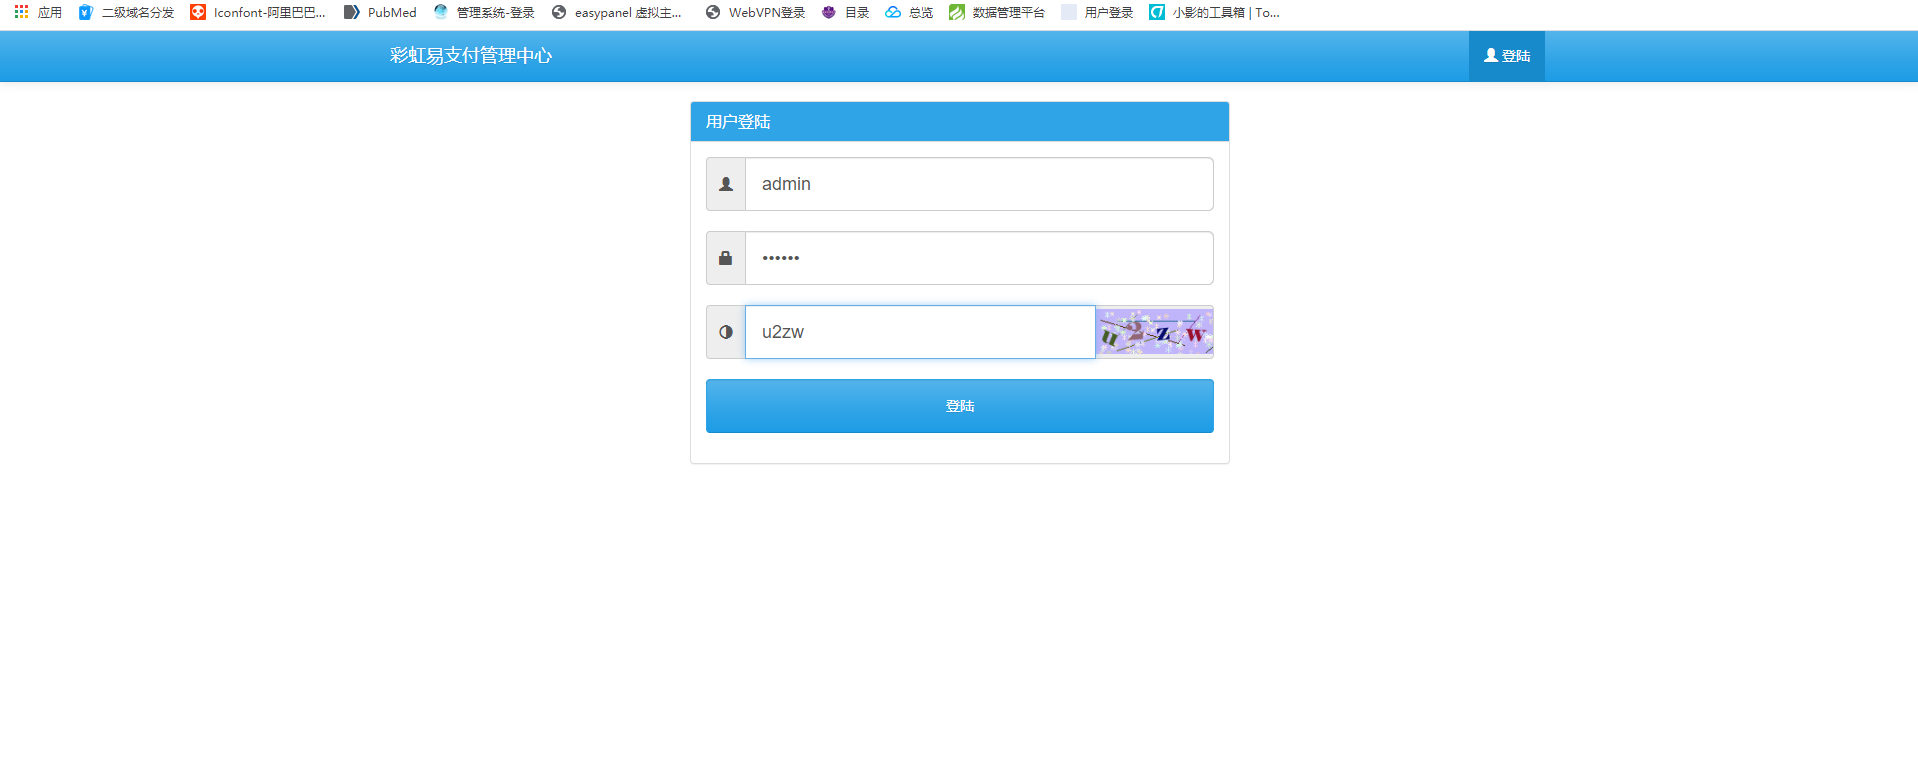 应用 二级域名分发 Iconfont-阿里巴巴... PubMed 管理系统-登录 easypanel 虚拟主... WebVPN登录 目录 总览 数据管理平台 用户登录 小影的工具箱 | To...
彩虹易支付管理中心 登陆
用户登陆
admin
••••••
u2zw u2zw
登陆